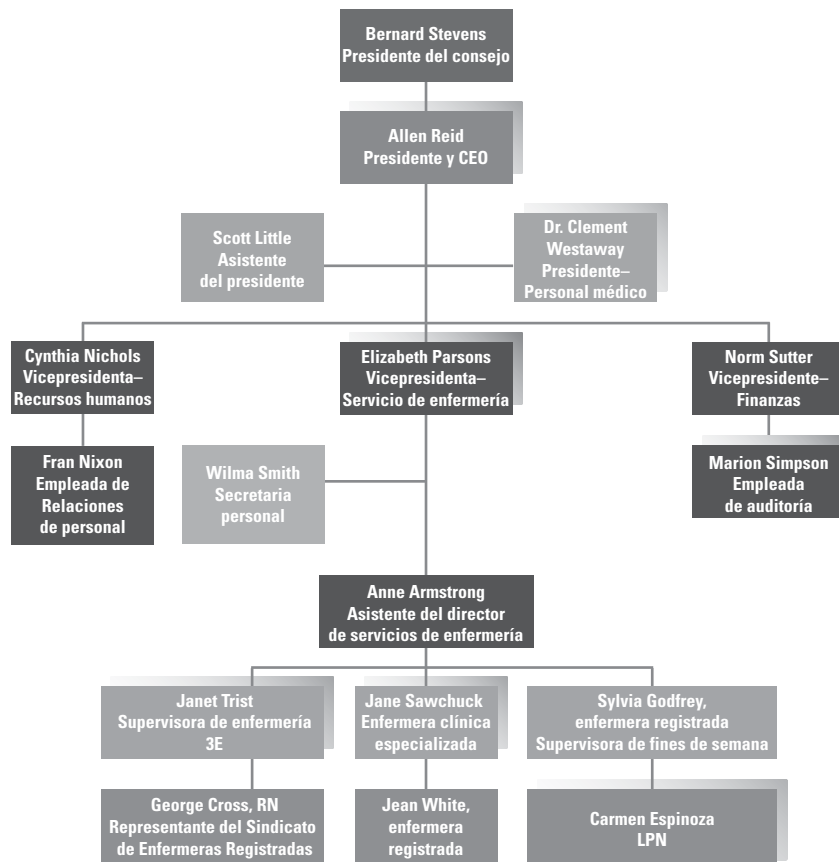 Bernard Stevens
Presidente del consejo
Allen Reid
Presidente y CEO
Scott Little
Asistente
del presidente
Dr. Clement
Westaway
Presidente–
Personal médico
Cynthia Nichols
Vicepresidenta–
Recursos humanos
Elizabeth Parsons
Vicepresidenta–
Servicio de enfermería
Norm Sutter
Vicepresidente–
Finanzas
Fran Nixon
Empleada de
Relaciones
de personal
Wilma Smith
Secretaria
personal
Marion Simpson
Empleada
de auditoría
Anne Armstrong
Asistente del director
de servicios de enfermería
Janet Trist
Supervisora de enfermería
3E
Jane Sawchuck
Enfermera clínica
especializada
Sylvia Godfrey,
enfermera registrada
Supervisora de fines de semana
George Cross, RN
Representante del Sindicato
de Enfermeras Registradas
Jean White,
enfermera
registrada
Carmen Espinoza
LPN